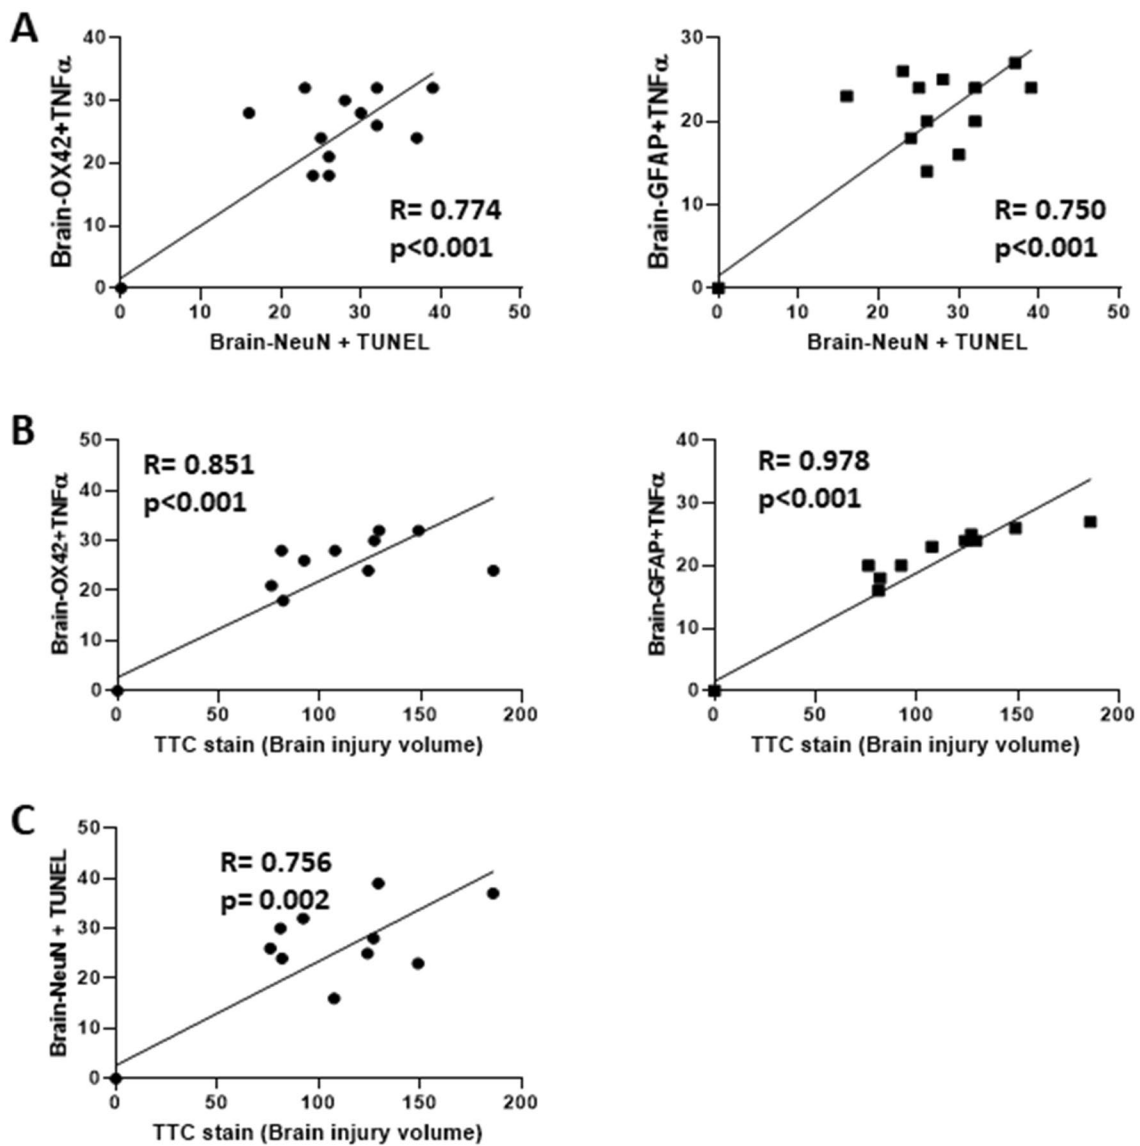 A
Brain-OX42+TNFα
40
30
20
10
0
0 10 20 30 40 50
Brain-NeuN + TUNEL
R= 0.774
p<0.001
Brain-GFAP+TNFα
30
20
10
0
0 10 20 30 40 50
Brain-NeuN + TUNEL
R= 0.750
p<0.001
B
Brain-OX42+TNFα
50
40
30
20
10
0
0 50 100 150 200
TTC stain (Brain injury volume)
R= 0.851
p<0.001
Brain-GFAP+TNFα
40
30
20
10
0
0 50 100 150 200
TTC stain (Brain injury volume)
R= 0.978
p<0.001
C
Brain-NeuN + TUNEL
50
40
30
20
10
0
0 50 100 150 200
TTC stain (Brain injury volume)
R= 0.756
p= 0.002